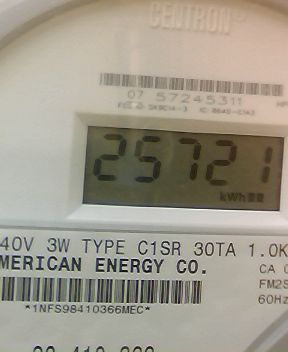 CENTRON
07 57245311
25721
kWh
40V 3W TYPE C1SR 30TA 1.0K
MERICAN ENERGY CO.
CA 0
FM2S
60Hz
*1NFS98410366MEC*